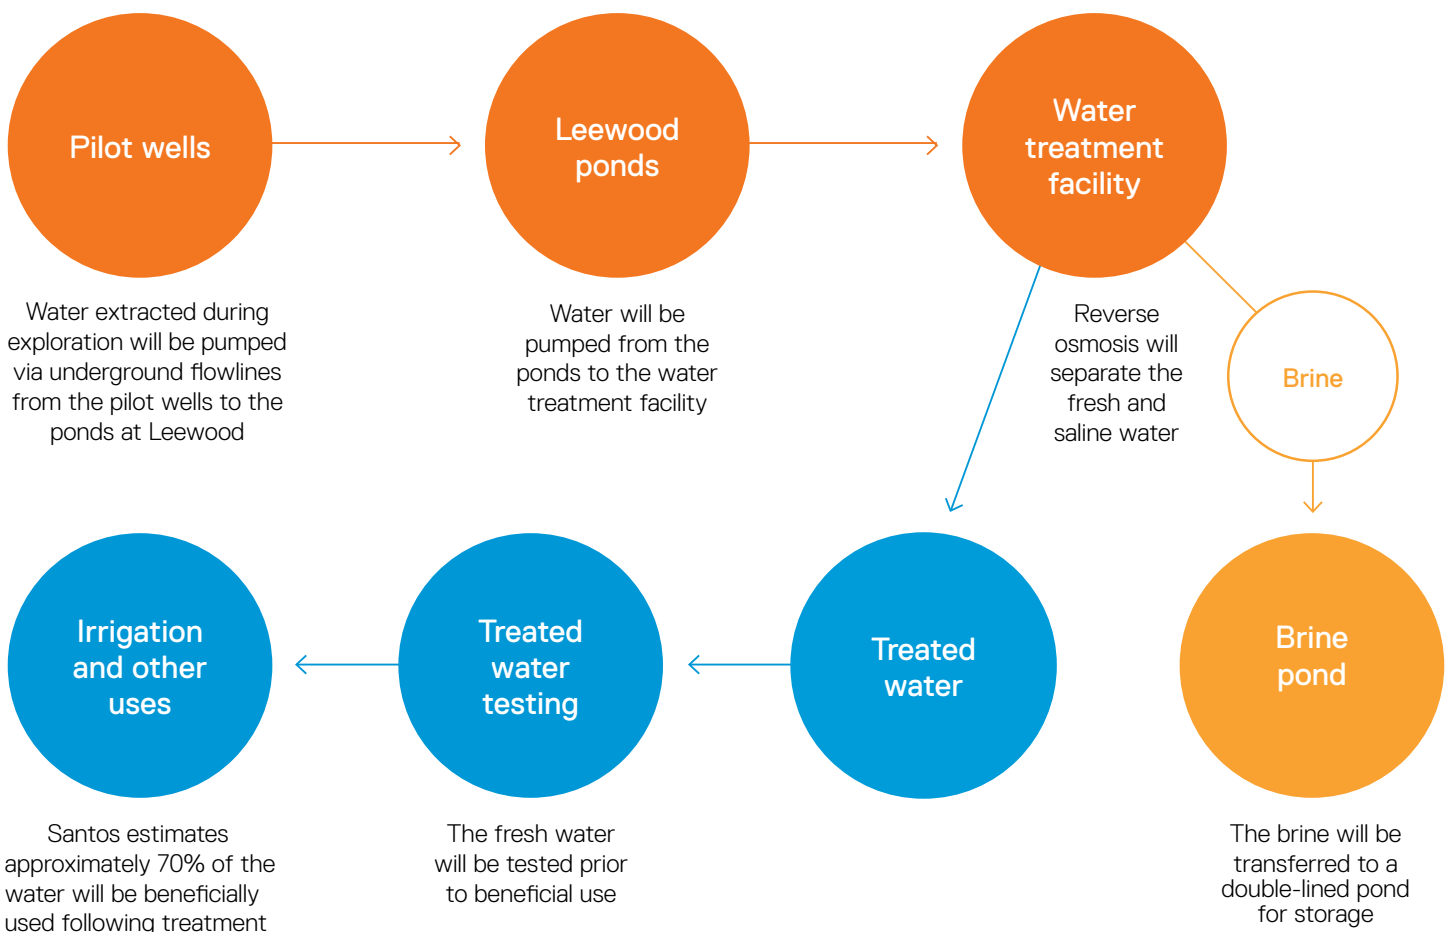 Pilot wells
Water extracted during
exploration will be pumped
via underground flowlines
from the pilot wells to the
ponds at Leewood
Leewood
ponds
Water will be
pumped from the
ponds to the water
treatment facility
Water
treatment
facility
Reverse
osmosis will
separate the
fresh and
saline water
Brine
Brine
pond
The brine will be
transferred to a
double-lined pond
for storage
Treated
water
Treated
water
testing
The fresh water
will be tested prior
to beneficial use
Irrigation
and other
uses
Santos estimates
approximately 70% of the
water will be beneficially
used following treatment